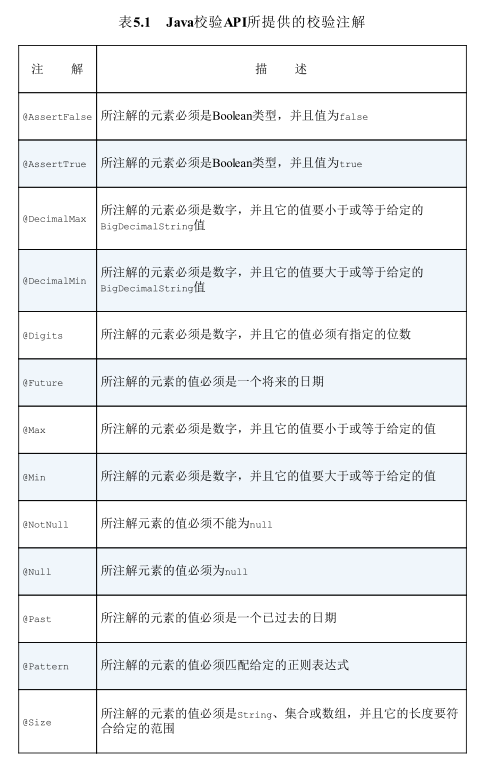 表5.1 Java校验API所提供的校验注解
注 解 描 述
@AssertFalse 所注解的元素必须是Boolean类型，并且值为false
@AssertTrue 所注解的元素必须是Boolean类型，并且值为true
@DecimalMax 所注解的元素必须是数字，并且它的值要小于或等于给定的
BigDecimalString值
@DecimalMin 所注解的元素必须是数字，并且它的值要大于或等于给定的
BigDecimalString值
@Digits 所注解的元素必须是数字，并且它的值必须有指定的位数
@Future 所注解的元素的值必须是一个将来的日期
@Max 所注解的元素必须是数字，并且它的值要小于或等于给定的值
@Min 所注解的元素必须是数字，并且它的值要大于或等于给定的值
@NotNull 所注解元素的值必须不能为null
@Null 所注解元素的值必须为null
@Past 所注解的元素的值必须是一个已过去的日期
@Pattern 所注解的元素的值必须匹配给定的正则表达式
@Size 所注解的元素的值必须是String、集合或数组，并且它的长度要符
合给定的范围